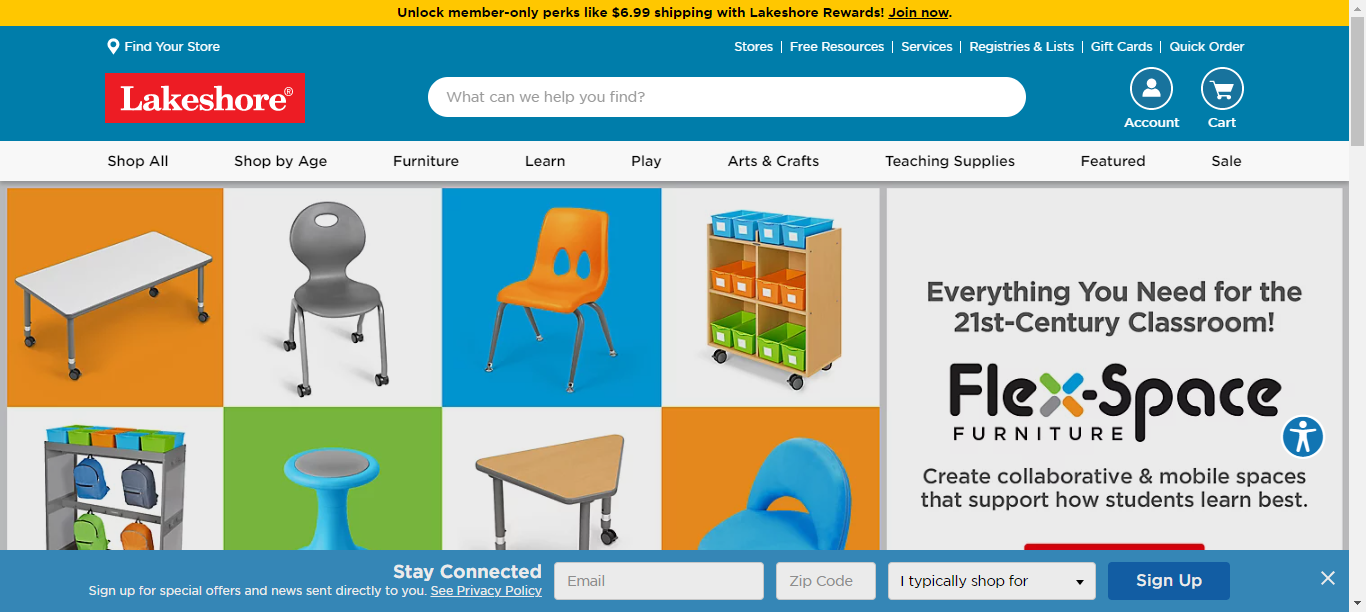 Unlock member-only perks like $6.99 shipping with Lakeshore Rewards! Join now.
Find Your Store
Stores | Free Resources | Services | Registries & Lists | Gift Cards | Quick Order
Lakeshore®
What can we help you find?
Account
Cart
Shop All
Shop by Age
Furniture
Learn
Play
Arts & Crafts
Teaching Supplies
Featured
Sale
Everything You Need for the
21st-Century Classroom!
Flex-Space
FURNITURE
Create collaborative & mobile spaces
that support how students learn best.
Stay Connected
Sign up for special offers and news sent directly to you. See Privacy Policy
Email
Zip Code
I typically shop for
Sign Up